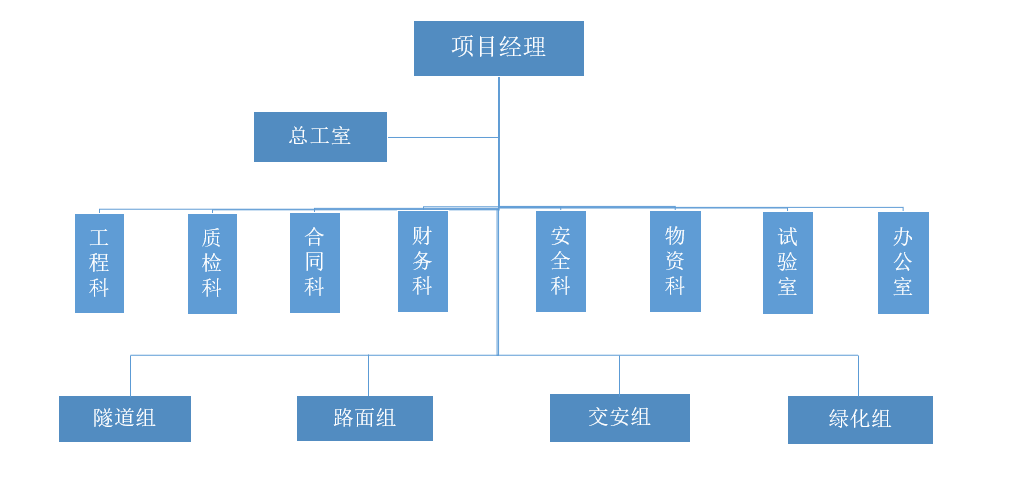 项目经理
总工室
工程科
质检科
合同科
财务科
安全科
物资科
试验室
办公室
隧道组
路面组
交安组
绿化组